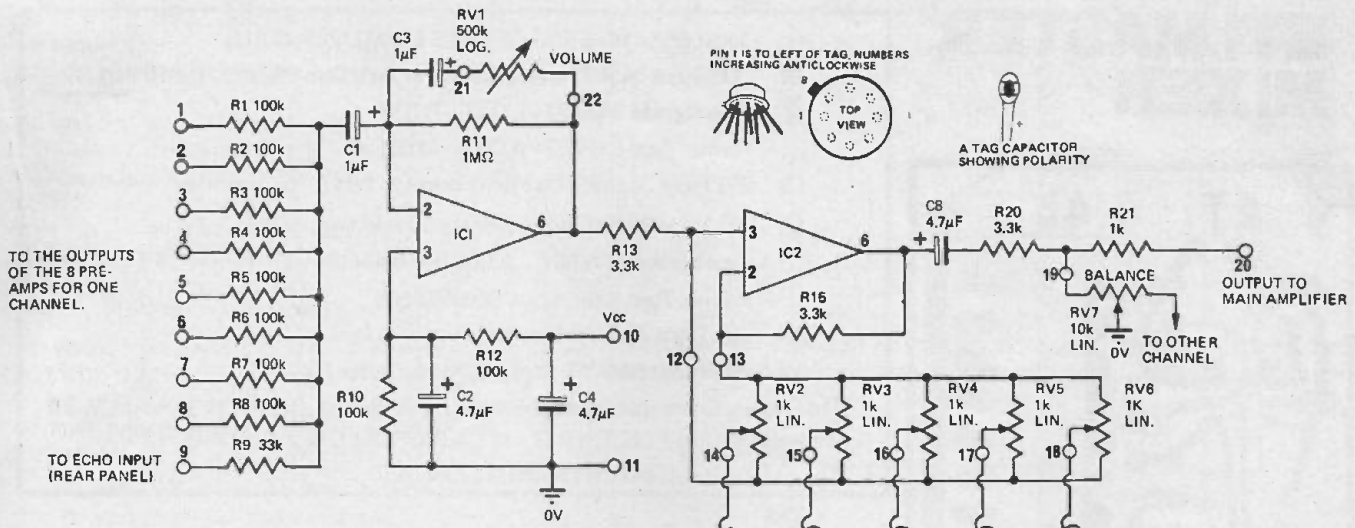 1
2
3
4
5
6
7
8
9
R1 100k
R2 100k
R3 100k
R4 100k
R5 100k
R6 100k
R7 100k
R8 100k
R9 33k
TO THE OUTPUTS
OF THE 8 PRE-
AMPS FOR ONE
CHANNEL.
TO ECHO INPUT
(REAR PANEL)
C1
1µF
+
C3
1µF
+
21
RV1
500k
LOG.
VOLUME
22
R11
1MΩ
2
3
IC1
6
R13
3.3k
R10
100k
R12
100k
C2
4.7µF
+
C4
4.7µF
+
Vcc
10
11
0V
PIN 1 IS TO LEFT OF TAG, NUMBERS
INCREASING ANTICLOCKWISE
8
1
TOP
VIEW
+
A TAG CAPACITOR
SHOWING POLARITY
3
2
IC2
6
R15
3.3k
12
13
C8
4.7µF
+
R20
3.3k
R21
1k
19
BALANCE
RV7
10k
LIN.
0V
TO OTHER
CHANNEL
20
OUTPUT TO
MAIN AMPLIFIER
RV2
1k
LIN.
RV3
1k
LIN.
RV4
1k
LIN.
RV5
1k
LIN.
RV6
1K
LIN.
14
15
16
17
18